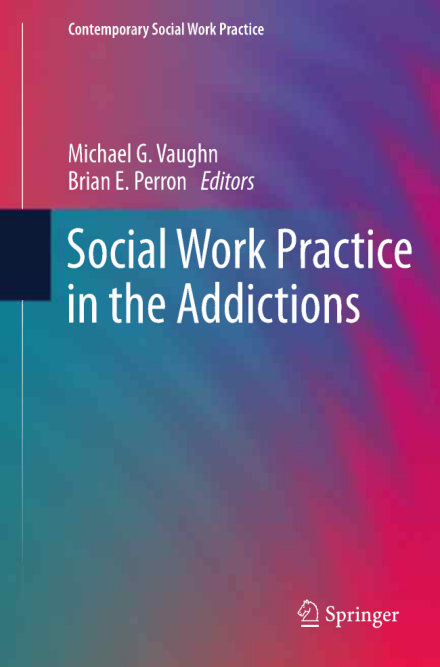 Contemporary Social Work Practice
Michael G. Vaughn
Brian E. Perron Editors
Social Work Practice
in the Addictions
Springer